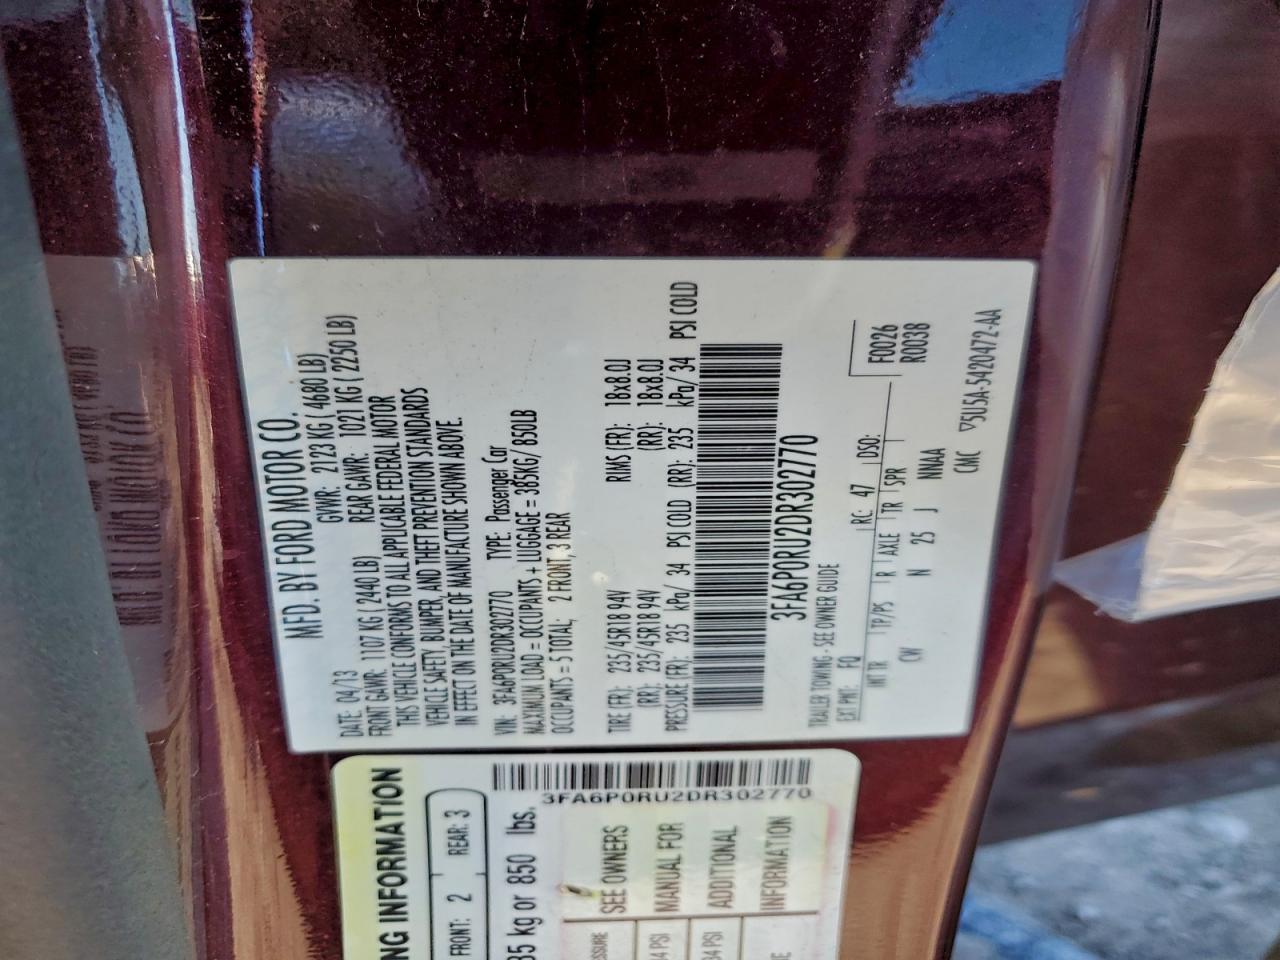 MFD. BY FORD MOTOR CO.
DATE: 04/13 GVWR: 2123 KG ( 4680 LB)
FRONT GAWR: 1107 KG ( 2440 LB) REAR GAWR: 1021 KG ( 2250 LB)
THIS VEHICLE CONFORMS TO ALL APPLICABLE FEDERAL MOTOR
VEHICLE SAFETY, BUMPER, AND THEFT PREVENTION STANDARDS
IN EFFECT ON THE DATE OF MANUFACTURE SHOWN ABOVE.
VIN: 3FA6P0RU2DR302770 TYPE: Passenger Car
MAXIMUM LOAD = OCCUPANTS + LUGGAGE = 385KG/ 850LB
OCCUPANTS = 5 TOTAL, 2 FRONT, 3 REAR
TIRE (FR): 235/45R18 94V RIMS (FR): 18x8.0J
(RR): 235/45R18 94V (RR): 18x8.0J
PRESSURE (FR): 235 kPa/ 34 PSI COLD (RR): 235 kPa/ 34 PSI COLD
3FA6P0RU2DR302770
TRAILER TOWING - SEE OWNER GUIDE
EXT PNT: FQ RC: 47 DSO: F0026
INT TR TP/PS R AXLE TR SPR R0038
CW N 25 J NNAA
CMC ▽5U5A-5420472-AA
NG INFORMATION
FRONT: 2 REAR: 3
85 kg or 850 lbs.
3FA6P0RU2DR302770
SEE OWNERS
MANUAL FOR
ADDITIONAL
INFORMATION
SSURE
34 PSI
34 PSI